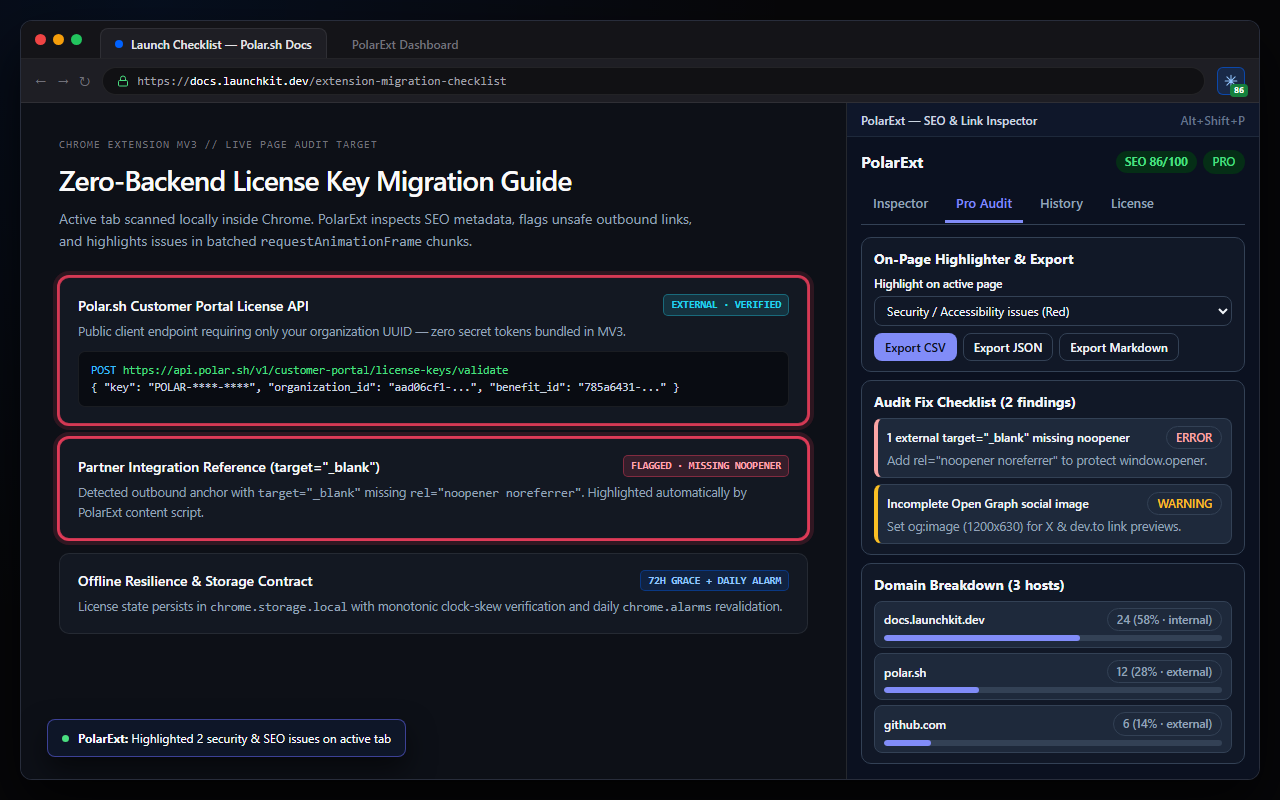 Launch Checklist — Polar.sh Docs
PolarExt Dashboard
https://docs.launchkit.dev/extension-migration-checklist
86
CHROME EXTENSION MV3 // LIVE PAGE AUDIT TARGET
Zero-Backend License Key Migration Guide
Active tab scanned locally inside Chrome. PolarExt inspects SEO metadata, flags unsafe outbound links,
and highlights issues in batched requestAnimationFrame chunks.
Polar.sh Customer Portal License API
EXTERNAL · VERIFIED
Public client endpoint requiring only your organization UUID — zero secret tokens bundled in MV3.
POST https://api.polar.sh/v1/customer-portal/license-keys/validate
{ "key": "POLAR-****-****", "organization_id": "aad06cf1-...", "benefit_id": "785a6431-..." }
Partner Integration Reference (target="_blank")
FLAGGED · MISSING NOOPENER
Detected outbound anchor with target="_blank" missing rel="noopener noreferrer". Highlighted automatically by
PolarExt content script.
Offline Resilience & Storage Contract
72H GRACE + DAILY ALARM
License state persists in chrome.storage.local with monotonic clock-skew verification and daily chrome.alarms revalidation.
PolarExt: Highlighted 2 security & SEO issues on active tab
PolarExt — SEO & Link Inspector
Alt+Shift+P
PolarExt
SEO 86/100
PRO
Inspector
Pro Audit
History
License
On-Page Highlighter & Export
Highlight on active page
Security / Accessibility issues (Red)
Export CSV
Export JSON
Export Markdown
Audit Fix Checklist (2 findings)
1 external target="_blank" missing noopener
ERROR
Add rel="noopener noreferrer" to protect window.opener.
Incomplete Open Graph social image
WARNING
Set og:image (1200x630) for X & dev.to link previews.
Domain Breakdown (3 hosts)
docs.launchkit.dev
24 (58% · internal)
polar.sh
12 (28% · external)
github.com
6 (14% · external)